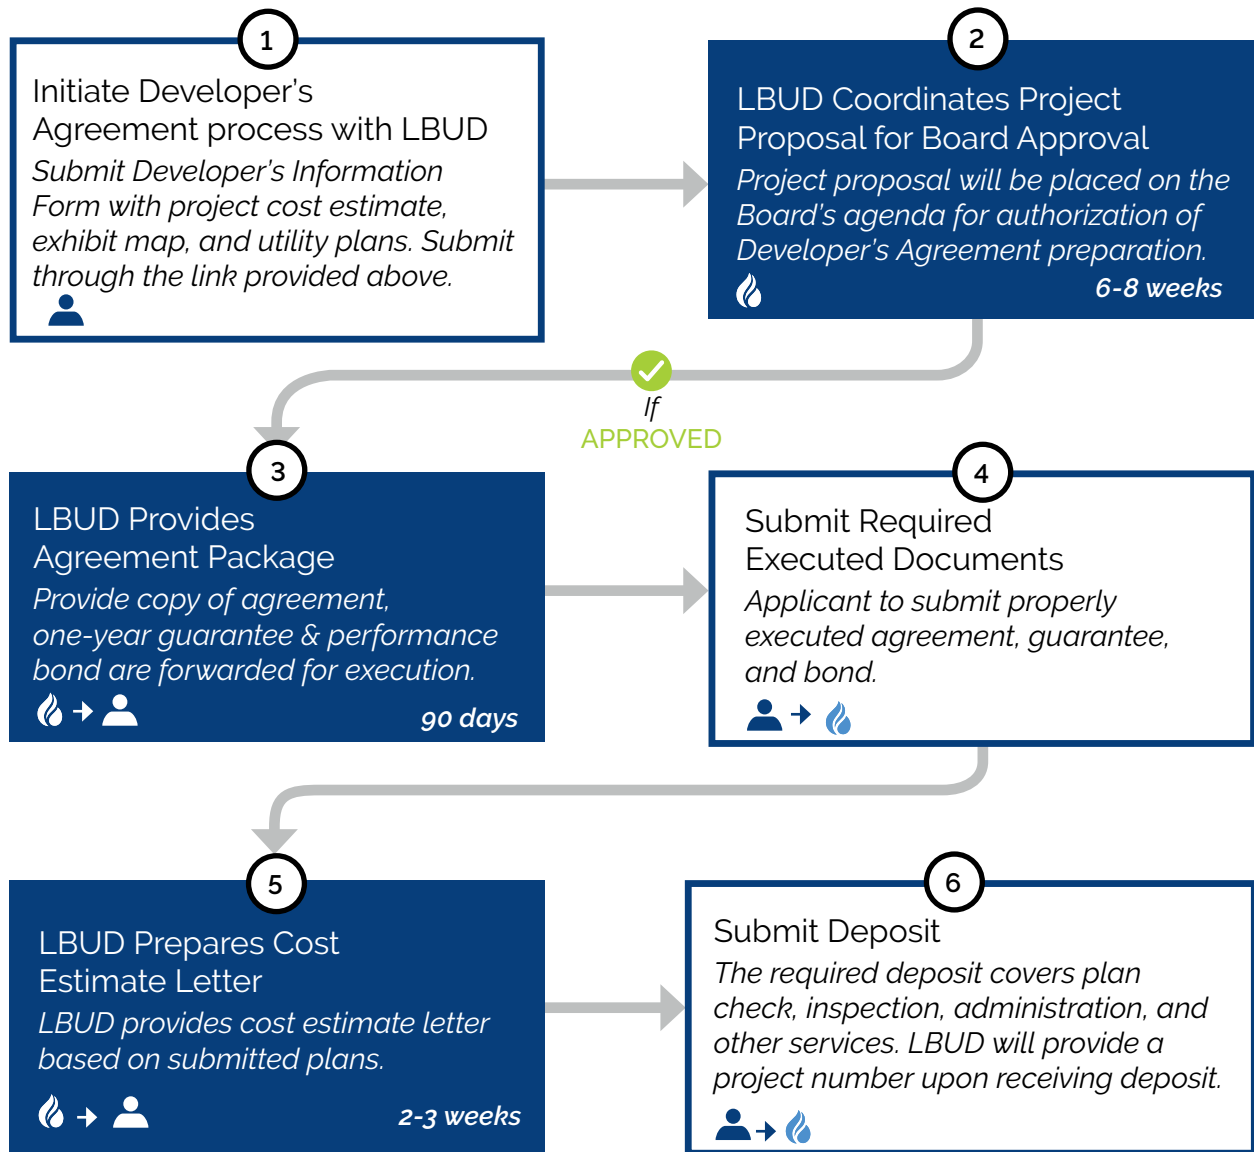 1
Initiate Developer's
Agreement process with LBUD
Submit Developer's Information
Form with project cost estimate,
exhibit map, and utility plans. Submit
through the link provided above.
2
LBUD Coordinates Project
Proposal for Board Approval
Project proposal will be placed on the
Board's agenda for authorization of
Developer's Agreement preparation.
6-8 weeks
If
APPROVED
3
LBUD Provides
Agreement Package
Provide copy of agreement,
one-year guarantee & performance
bond are forwarded for execution.
90 days
4
Submit Required
Executed Documents
Applicant to submit properly
executed agreement, guarantee,
and bond.
5
LBUD Prepares Cost
Estimate Letter
LBUD provides cost estimate letter
based on submitted plans.
2-3 weeks
6
Submit Deposit
The required deposit covers plan
check, inspection, administration, and
other services. LBUD will provide a
project number upon receiving deposit.